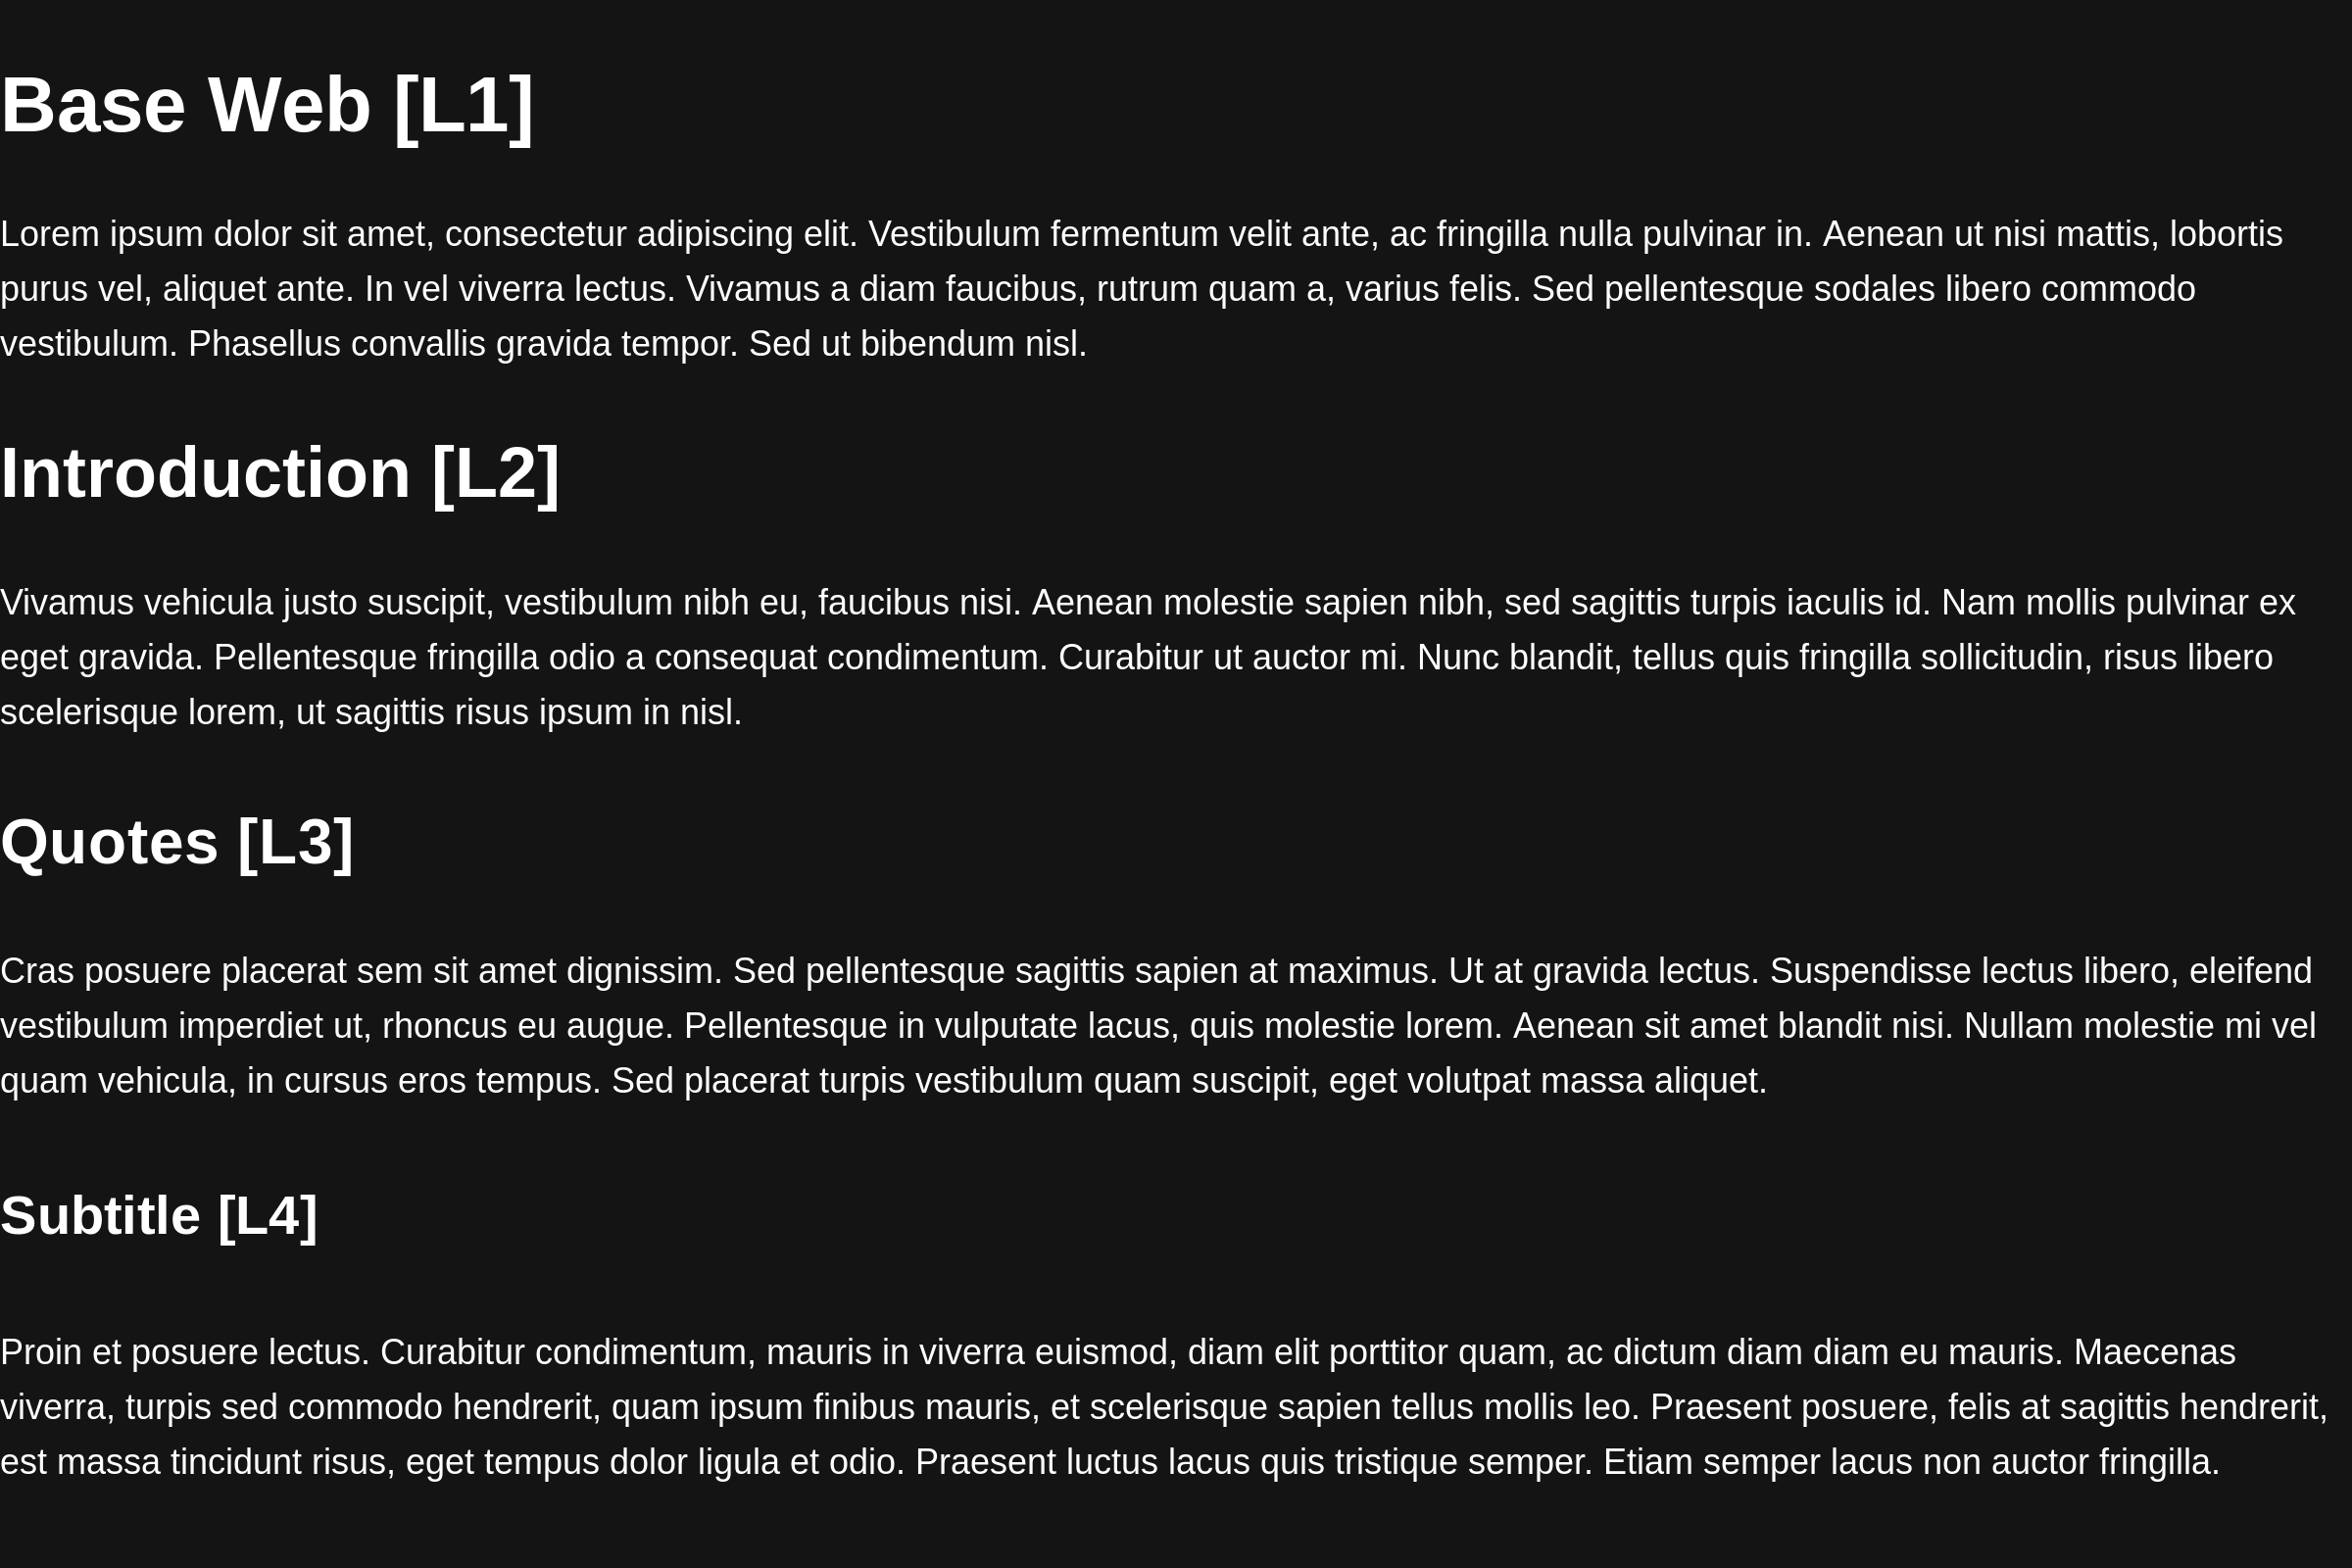 Base Web [L1]
Lorem ipsum dolor sit amet, consectetur adipiscing elit. Vestibulum fermentum velit ante, ac fringilla nulla pulvinar in. Aenean ut nisi mattis, lobortis
purus vel, aliquet ante. In vel viverra lectus. Vivamus a diam faucibus, rutrum quam a, varius felis. Sed pellentesque sodales libero commodo
vestibulum. Phasellus convallis gravida tempor. Sed ut bibendum nisl.
Introduction [L2]
Vivamus vehicula justo suscipit, vestibulum nibh eu, faucibus nisi. Aenean molestie sapien nibh, sed sagittis turpis iaculis id. Nam mollis pulvinar ex
eget gravida. Pellentesque fringilla odio a consequat condimentum. Curabitur ut auctor mi. Nunc blandit, tellus quis fringilla sollicitudin, risus libero
scelerisque lorem, ut sagittis risus ipsum in nisl.
Quotes [L3]
Cras posuere placerat sem sit amet dignissim. Sed pellentesque sagittis sapien at maximus. Ut at gravida lectus. Suspendisse lectus libero, eleifend
vestibulum imperdiet ut, rhoncus eu augue. Pellentesque in vulputate lacus, quis molestie lorem. Aenean sit amet blandit nisi. Nullam molestie mi vel
quam vehicula, in cursus eros tempus. Sed placerat turpis vestibulum quam suscipit, eget volutpat massa aliquet.
Subtitle [L4]
Proin et posuere lectus. Curabitur condimentum, mauris in viverra euismod, diam elit porttitor quam, ac dictum diam diam eu mauris. Maecenas
viverra, turpis sed commodo hendrerit, quam ipsum finibus mauris, et scelerisque sapien tellus mollis leo. Praesent posuere, felis at sagittis hendrerit,
est massa tincidunt risus, eget tempus dolor ligula et odio. Praesent luctus lacus quis tristique semper. Etiam semper lacus non auctor fringilla.